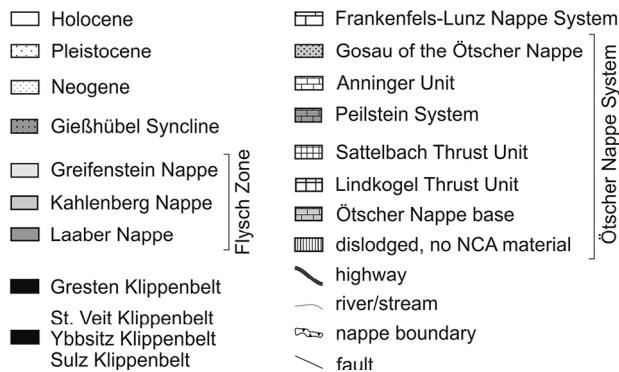 Holocene
Pleistocene
Neogene
Gießhübel Syncline
Greifenstein Nappe
Kahlenberg Nappe
Laaber Nappe
Flysch Zone
Gresten Klippenbelt
St. Veit Klippenbelt
Ybbsitz Klippenbelt
Sulz Klippenbelt
Frankenfels-Lunz Nappe System
Gosau of the Ötscher Nappe
Anninger Unit
Peilstein System
Sattelbach Thrust Unit
Lindkogel Thrust Unit
Ötscher Nappe base
dislodged, no NCA material
Ötscher Nappe System
highway
river/stream
nappe boundary
fault